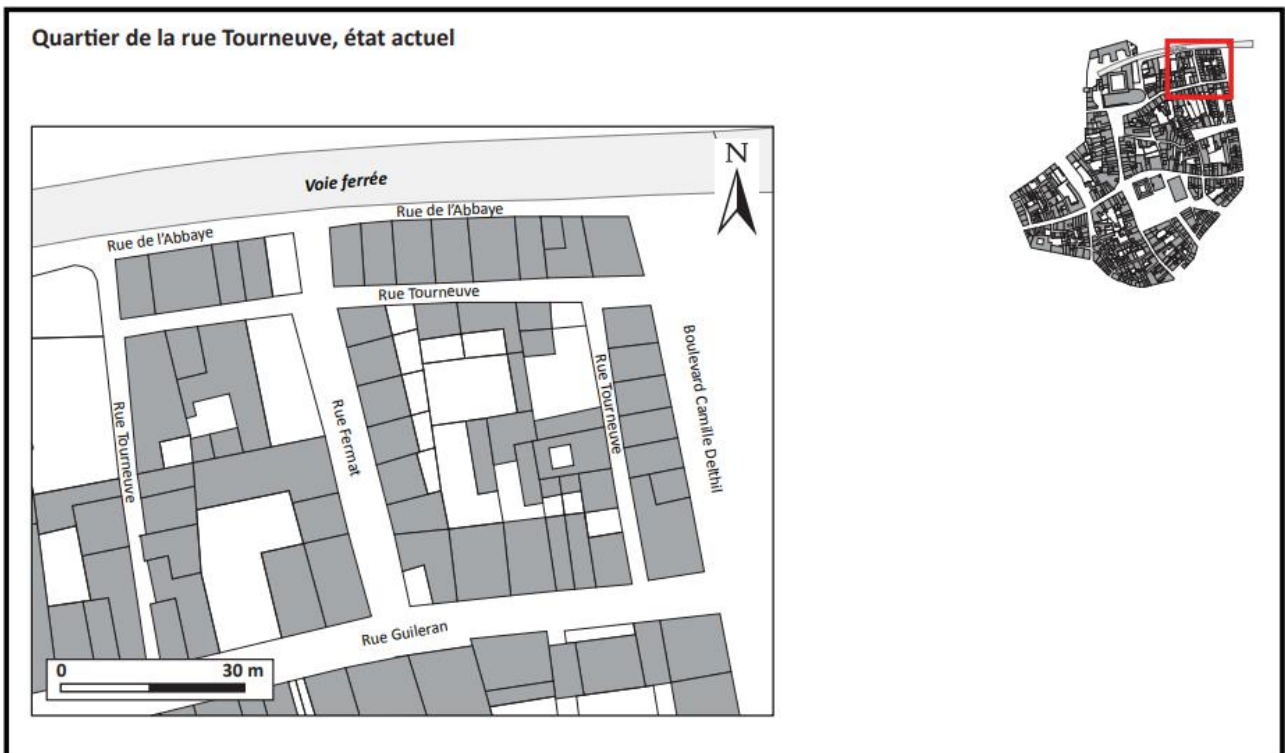 Quartier de la rue Tourneuve, état actuel
N
Voie ferrée
Rue de l'Abbaye
Rue de l'Abbaye
Rue Tourneuve
Boulevard Camille Delthil
Rue Tourneuve
Rue Tourneuve
Rue Fermat
Rue Guileran
0 30 m